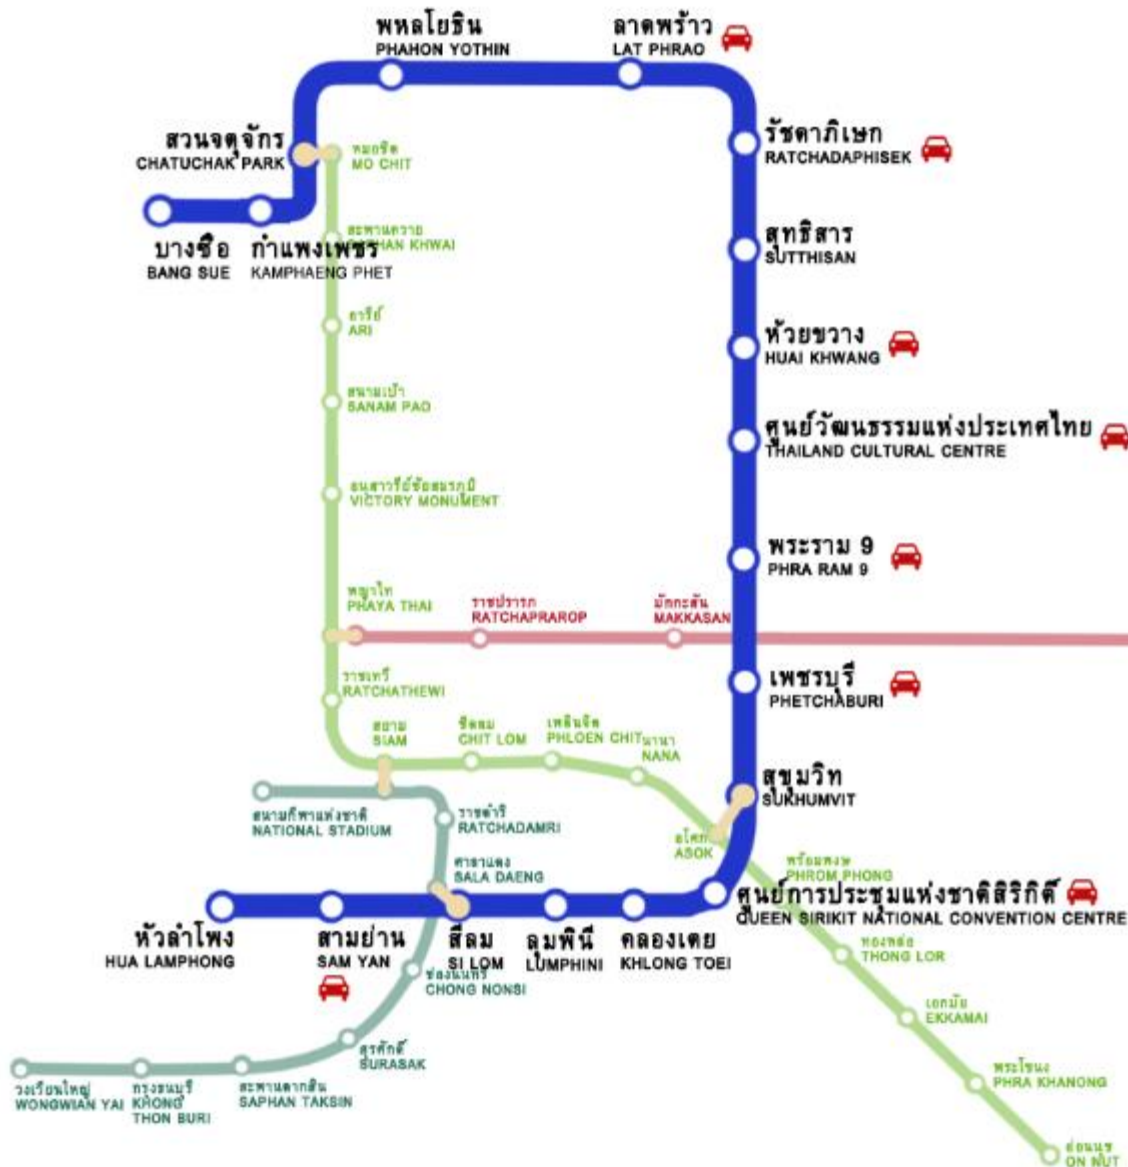 พหลโยธิน
PHAHON YOTHIN
ลาดพร้าว
LAT PHRAO
สวนจตุจักร
CHATUCHAK PARK
หมอชิต
MO CHIT
รัชดาภิเษก
RATCHADAPHISEK
บางซื่อ
BANG SUE
กำแพงเพชร
KAMPHAENG PHET
สะพานควาย
SAPHAN KHWAI
สุทธิสาร
SUTTHISAN
อารีย์
ARI
ห้วยขวาง
HUAI KHWANG
สนามเป้า
SANAM PAO
ศูนย์วัฒนธรรมแห่งประเทศไทย
THAILAND CULTURAL CENTRE
อนุสาวรีย์ชัยสมรภูมิ
VICTORY MONUMENT
พระราม 9
PHRA RAM 9
พญาไท
PHAYA THAI
ราชปรารภ
RATCHAPRAROP
มักกะสัน
MAKKASAN
ราชเทวี
RATCHATHEWI
เพชรบุรี
PHETCHABURI
สยาม
SIAM
ชิดลม
CHIT LOM
เพลินจิต
PHLOEN CHIT
นานา
NANA
สุขุมวิท
SUKHUMVIT
สนามกีฬาแห่งชาติ
NATIONAL STADIUM
ราชดำริ
RATCHADAMRI
อโศก
ASOK
ศาลาแดง
SALA DAENG
พร้อมพงษ์
PHROM PHONG
ศูนย์การประชุมแห่งชาติสิริกิติ์
QUEEN SIRIKIT NATIONAL CONVENTION CENTRE
หัวลำโพง
HUA LAMPHONG
สามย่าน
SAM YAN
สีลม
SI LOM
ลุมพินี
LUMPHINI
คลองเตย
KHLONG TOEI
ทองหล่อ
THONG LOR
ช่องนนทรี
CHONG NONSI
เอกมัย
EKKAMAI
สุรศักดิ์
SURASAK
พระโขนง
PHRA KHANONG
วงเวียนใหญ่
WONGWIAN YAI
กรุงธนบุรี
KRONG
THON BURI
สะพานตากสิน
SAPHAN TAKSIN
อ่อนนุช
ON NUT